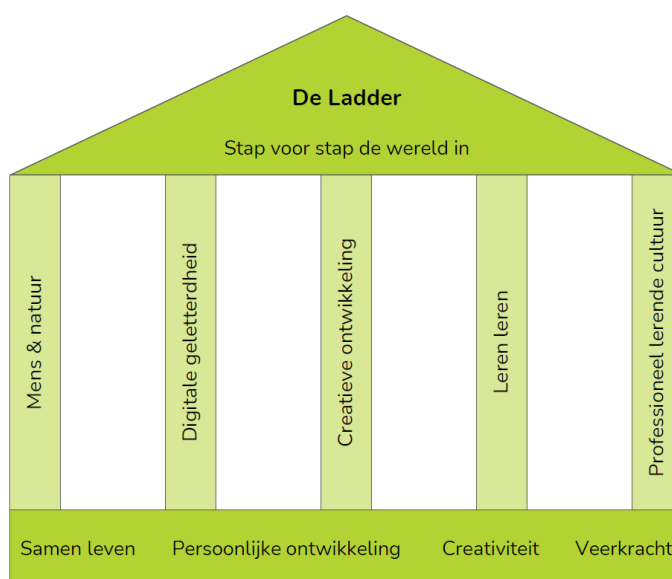 De Ladder
Stap voor stap de wereld in
Mens & natuur
Digitale geletterdheid
Creatieve ontwikkeling
Leren leren
Professioneel lerende cultuur
Samen leven Persoonlijke ontwikkeling Creativiteit Veerkracht